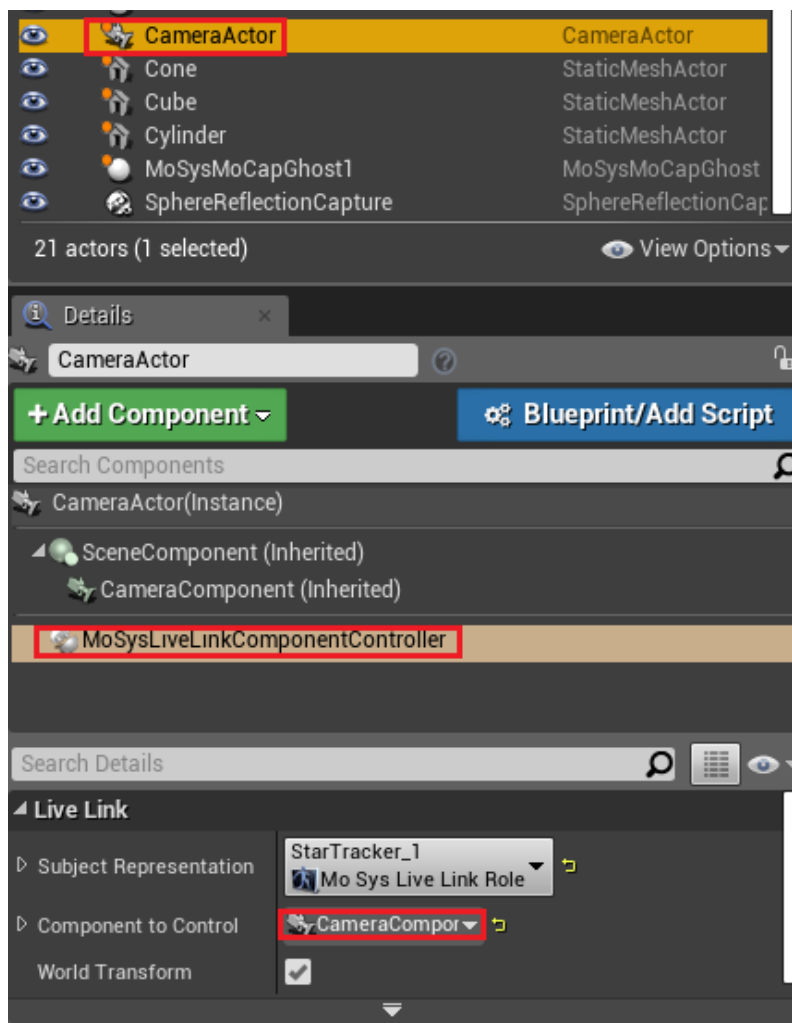 CameraActor CameraActor
Cone StaticMeshActor
Cube StaticMeshActor
Cylinder StaticMeshActor
MoSysMoCapGhost1 MoSysMoCapGhost
SphereReflectionCapture SphereReflectionCap
21 actors (1 selected) View Options
Details
CameraActor
+Add Component Blueprint/Add Script
Search Components
CameraActor(Instance)
SceneComponent (Inherited)
CameraComponent (Inherited)
MoSysLiveLinkComponentController
Search Details
Live Link
Subject Representation StarTracker_1
Mo Sys Live Link Role
Component to Control CameraCompor
World Transform